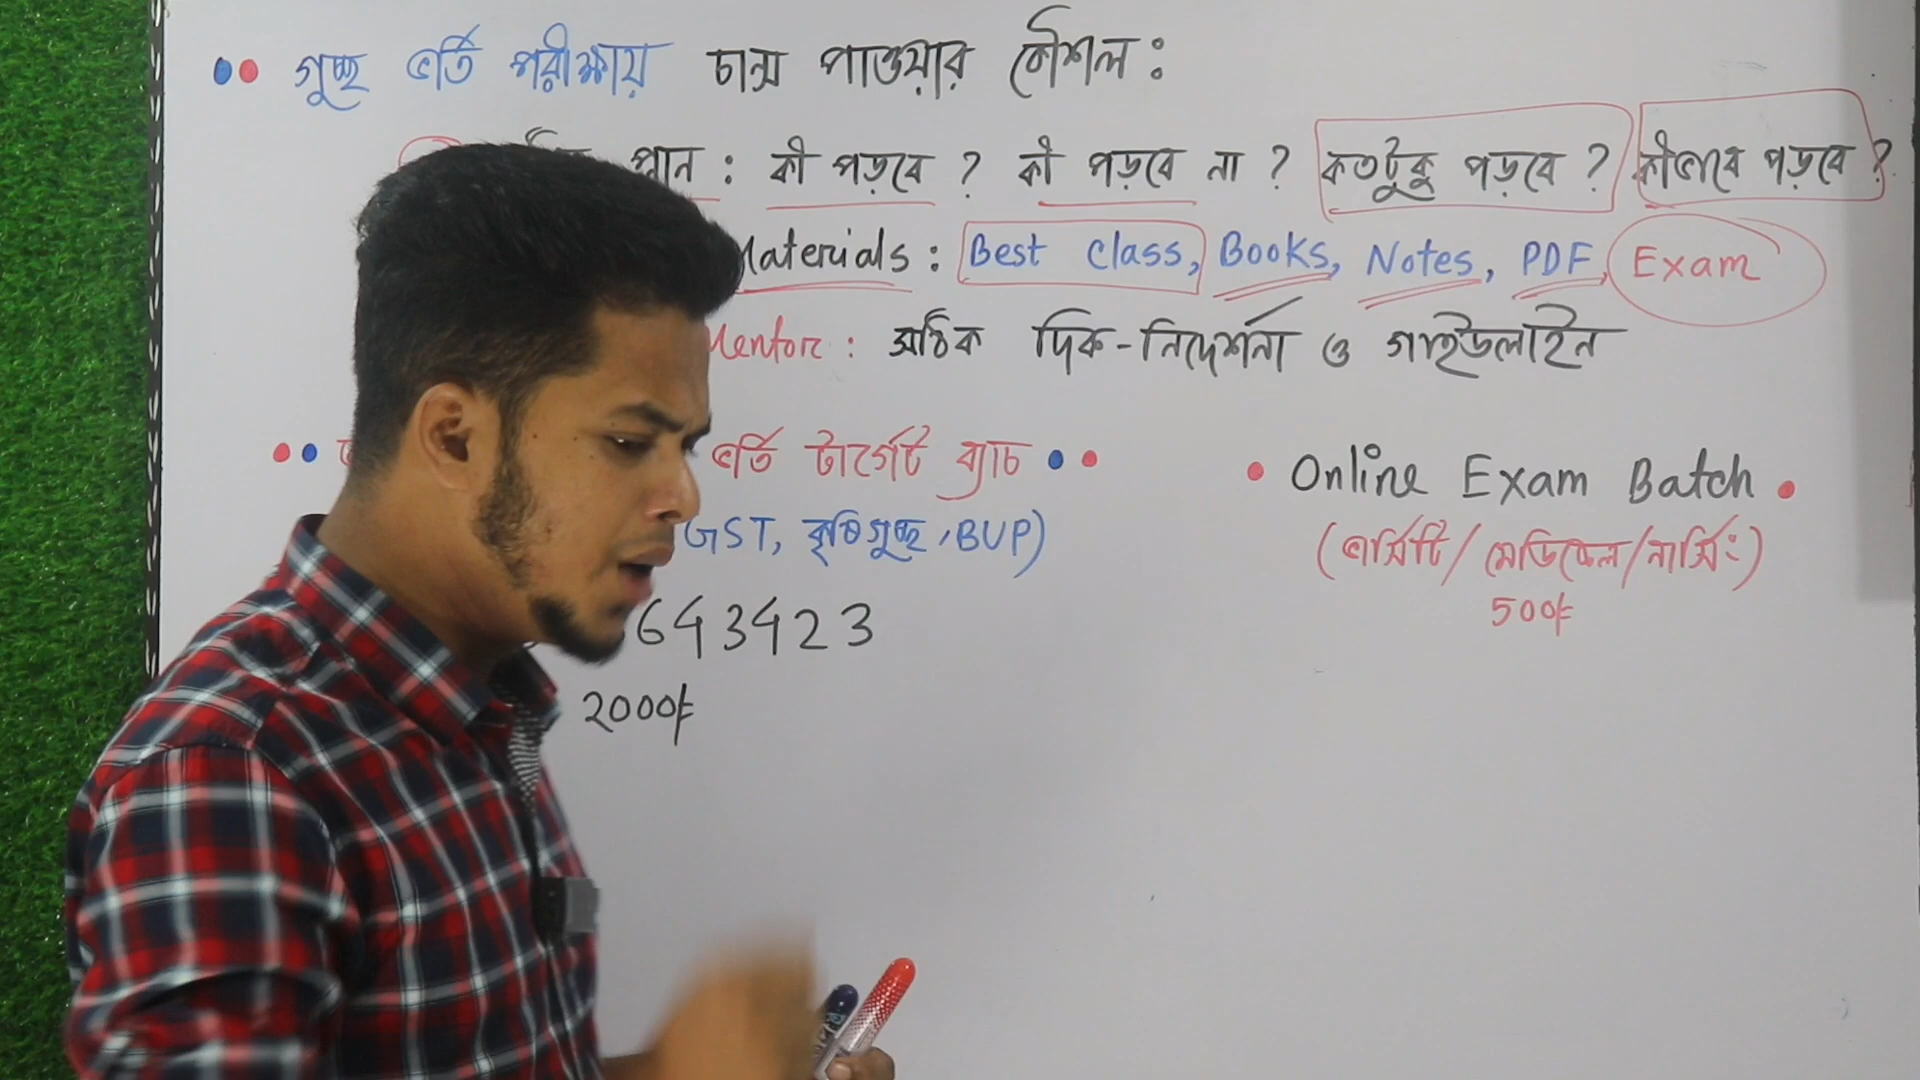 গুচ্ছ ভর্তি পরীক্ষায় চান্স পাওয়ার কৌশল :
প্লান : কী পড়বে ? কী পড়বে না ? কতটুকু পড়বে ? কীভাবে পড়বে ?
Materials : Best Class, Books, Notes, PDF, Exam
Mentor : সঠিক দিক-নির্দেশনা ও গাইডলাইন
ভর্তি টার্গেট ব্যাচ
GST, কৃষিগুচ্ছ, BUP)
643423
2000/=
Online Exam Batch
(ভার্সিটি/মেডিকেল/নার্সিং)
500/=